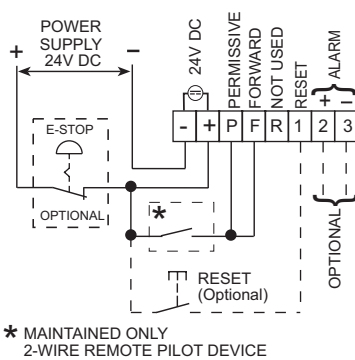 POWER
SUPPLY
24V DC
+
−
24V DC
PERMISSIVE
FORWARD
NOT USED
RESET
ALARM
+ −
- + P F R 1 2 3
E-STOP
OPTIONAL
OPTIONAL
*
RESET
(Optional)
* MAINTAINED ONLY
2-WIRE REMOTE PILOT DEVICE